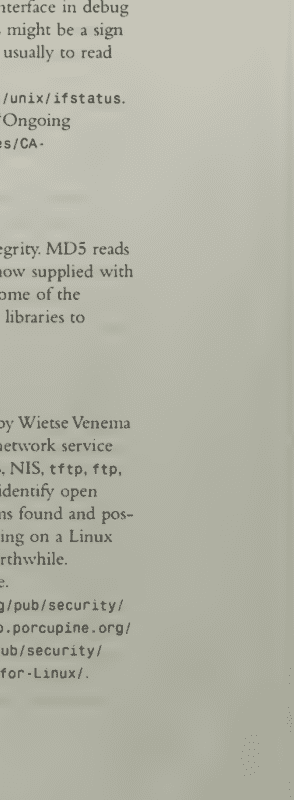 nterface in debug
might be a sign
usually to read
/unix/ifstatus.
"Ongoing
es/CA-
egrity. MD5 reads
now supplied with
ome of the
libraries to
by Wietse Venema
network service
, NIS, tftp, ftp,
identify open
ns found and pos-
ing on a Linux
rthwhile.
e.
g/pub/security/
p.porcupine.org/
ub/security/
for-Linux/.